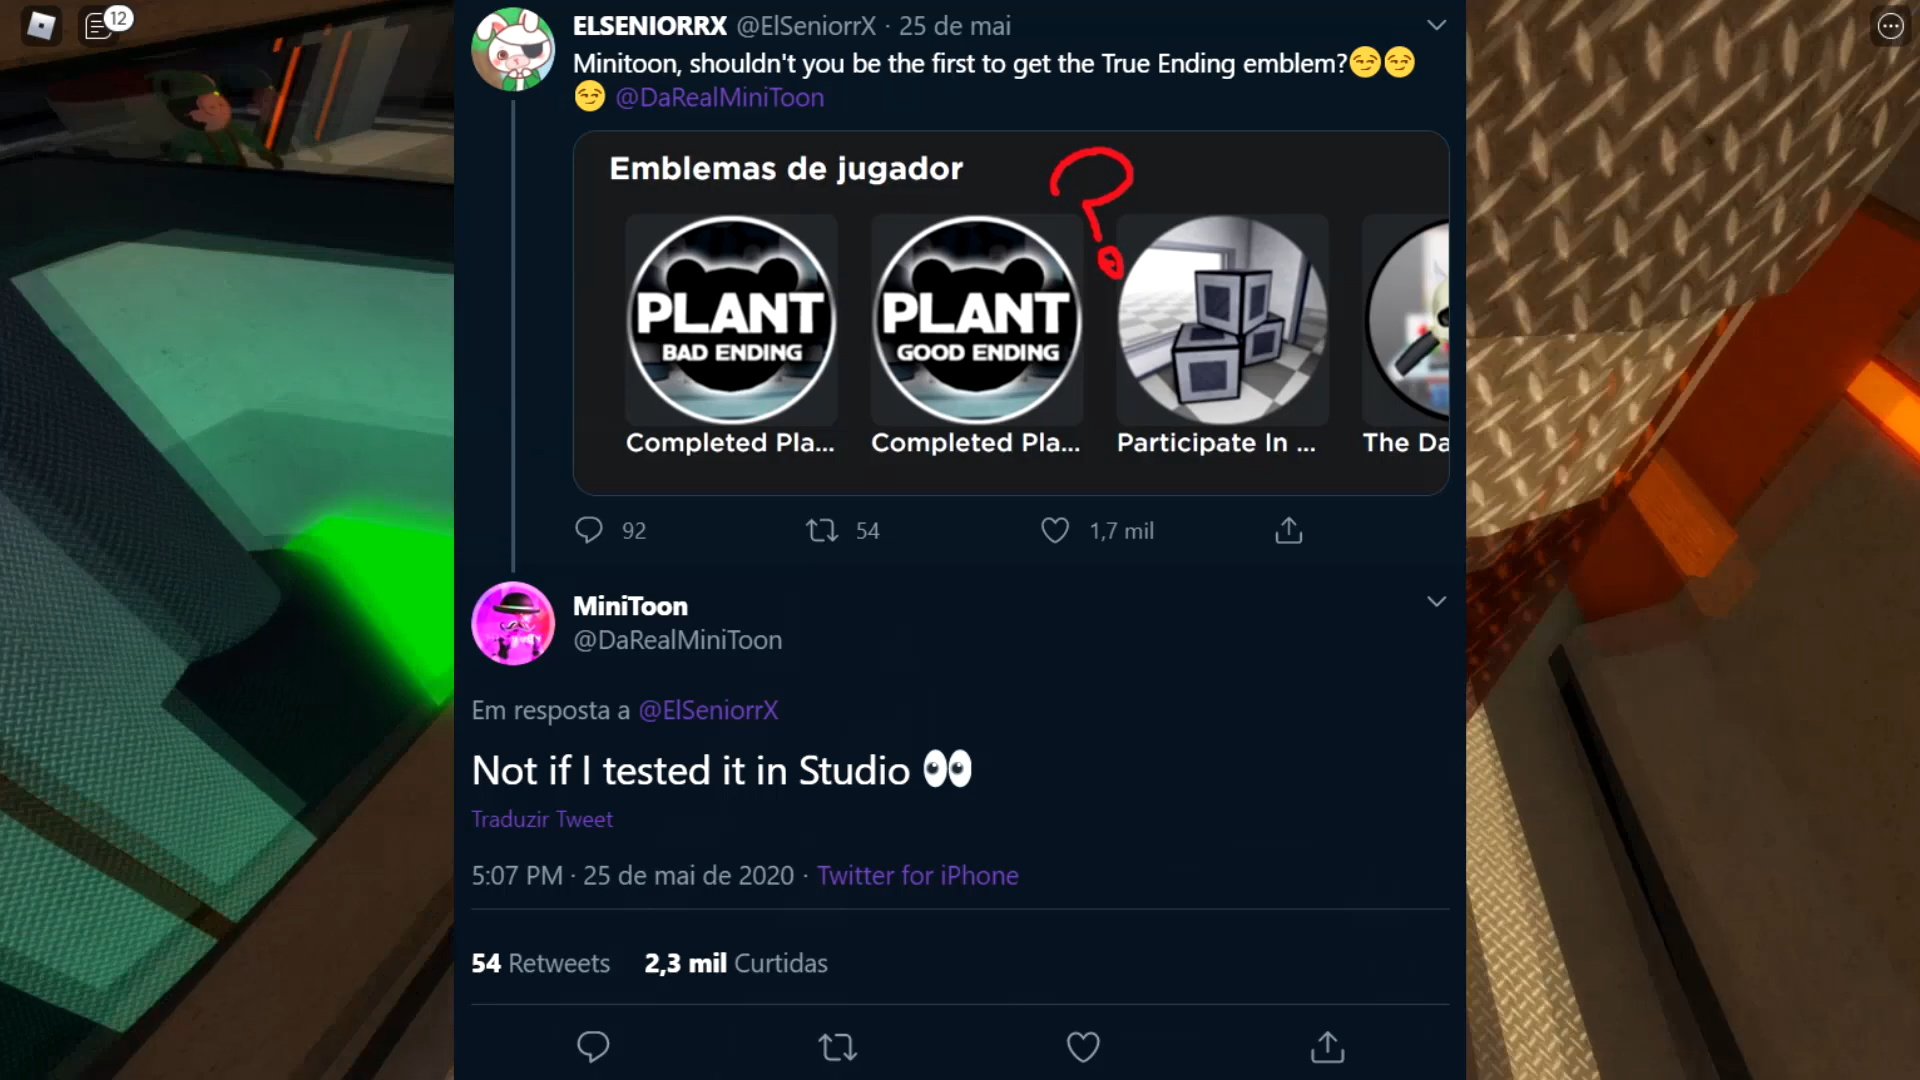 12
ELSENIORRX @ElSeniorrX · 25 de mai
Minitoon, shouldn't you be the first to get the True Ending emblem?😏😏
😏 @DaRealMiniToon
Emblemas de jugador
?
PLANT
BAD ENDING
PLANT
GOOD ENDING
Completed Pla...
Completed Pla...
Participate In ...
The Da
92
54
1,7 mil
MiniToon
@DaRealMiniToon
Em resposta a @ElSeniorrX
Not if I tested it in Studio 👀
Traduzir Tweet
5:07 PM · 25 de mai de 2020 · Twitter for iPhone
54 Retweets 2,3 mil Curtidas